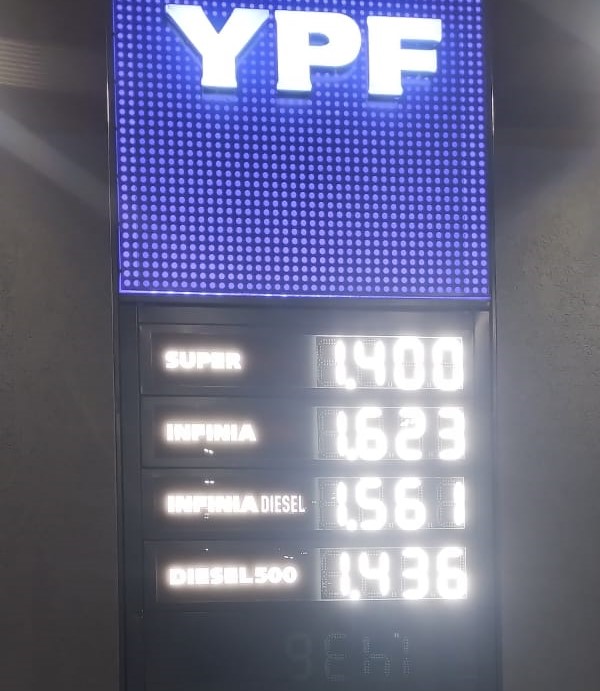 YPF
SUPER 1.400
INFINIA 1.623
INFINIA DIESEL 1.561
DIESEL500 1.436